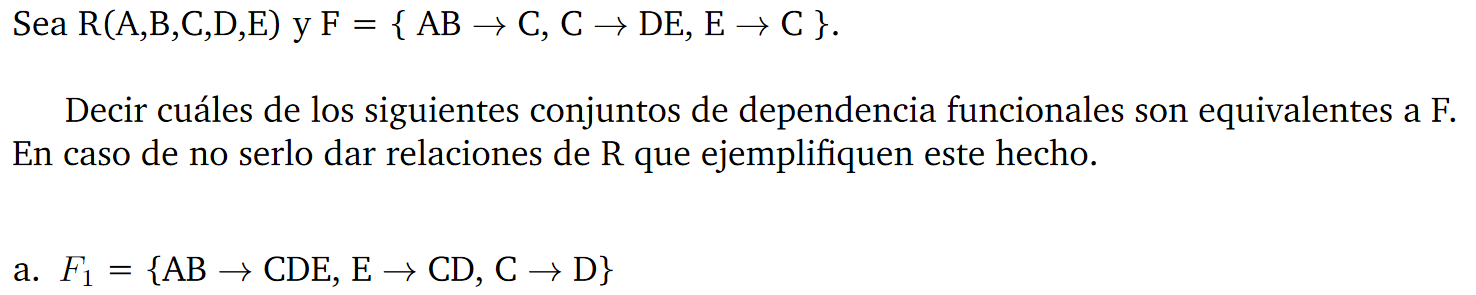 Sea R(A,B,C,D,E) y F = { AB → C, C → DE, E → C }.
Decir cuáles de los siguientes conjuntos de dependencia funcionales son equivalentes a F.
En caso de no serlo dar relaciones de R que ejemplifiquen este hecho.
a. F₁ = {AB → CDE, E → CD, C → D}